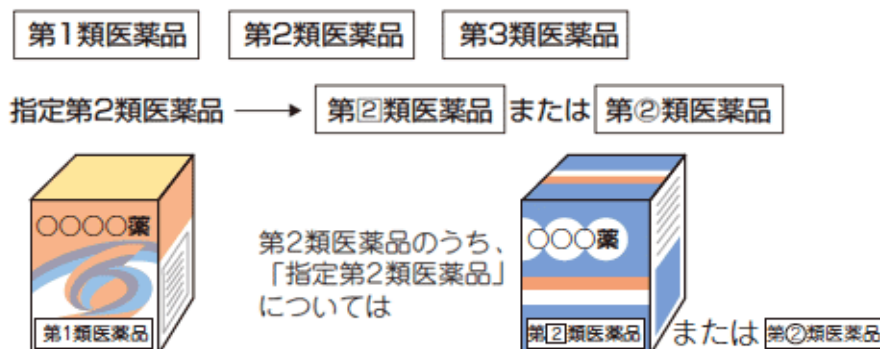 第1類医薬品 第2類医薬品 第3類医薬品
指定第2類医薬品 → 第2類医薬品 または 第②類医薬品
○○○○薬
第1類医薬品
第2類医薬品のうち、
「指定第2類医薬品」
については
○○○薬
第2類医薬品 または 第②類医薬品